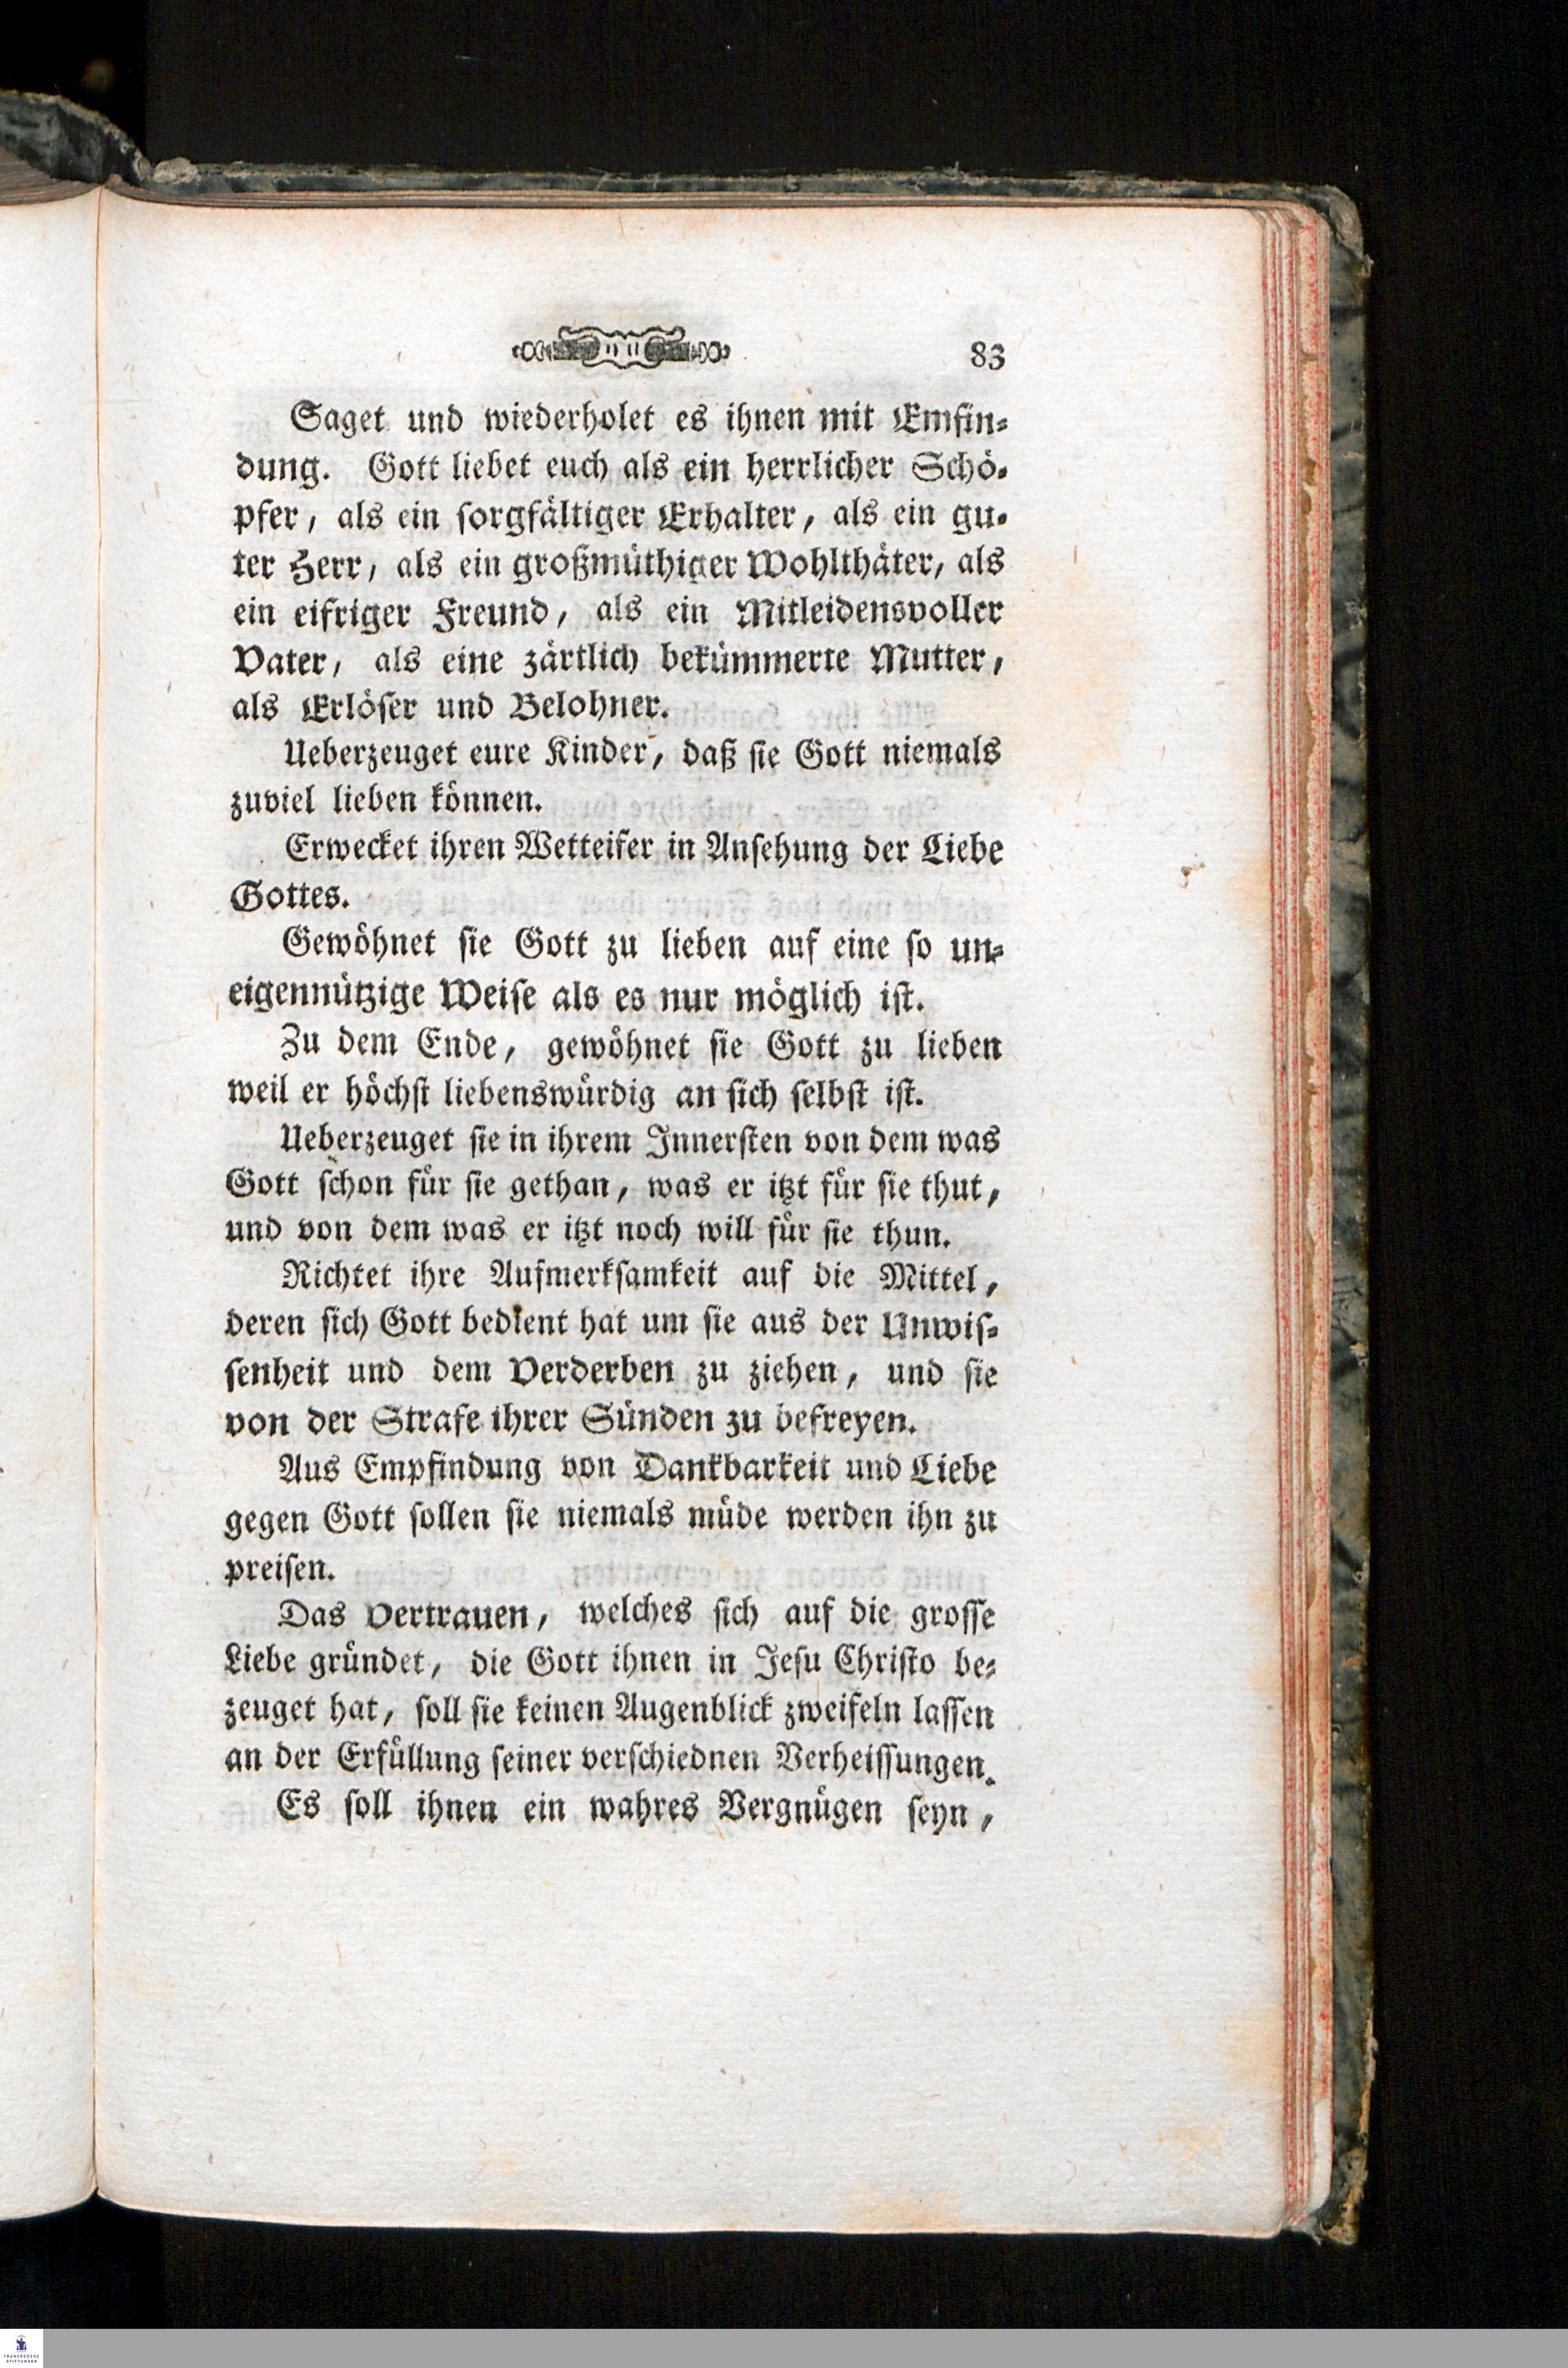 83
Saget und wiederholet es ihnen mit Emfin-
dung. Gott liebet euch als ein herrlicher Schö-
pfer, als ein sorgfältiger Erhalter, als ein gu-
ter Herr, als ein großmüthiger Wohlthäter, als
ein eifriger Freund, als ein Mitleidensvoller
Vater, als eine zärtlich bekümmerte Mutter,
als Erlöser und Belohner.
Ueberzeuget eure Kinder, daß sie Gott niemals
zuviel lieben können.
Erwecket ihren Wetteifer in Ansehung der Liebe
Gottes.
Gewöhnet sie Gott zu lieben auf eine so un-
eigennützige Weise als es nur möglich ist.
Zu dem Ende, gewöhnet sie Gott zu lieben
weil er höchst liebenswürdig an sich selbst ist.
Ueberzeuget sie in ihrem Innersten von dem was
Gott schon für sie gethan, was er itzt für sie thut,
und von dem was er itzt noch will für sie thun.
Richtet ihre Aufmerksamkeit auf die Mittel,
deren sich Gott bedient hat um sie aus der Unwis-
senheit und dem Verderben zu ziehen, und sie
von der Strafe ihrer Sünden zu befreyen.
Aus Empfindung von Dankbarkeit und Liebe
gegen Gott sollen sie niemals müde werden ihn zu
preisen.
Das Vertrauen, welches sich auf die grosse
Liebe gründet, die Gott ihnen in Jesu Christo be-
zeuget hat, soll sie keinen Augenblick zweifeln lassen
an der Erfüllung seiner verschiednen Verheissungen.
Es soll ihnen ein wahres Vergnügen seyn,
FRANCKESCHE
STIFTUNGEN